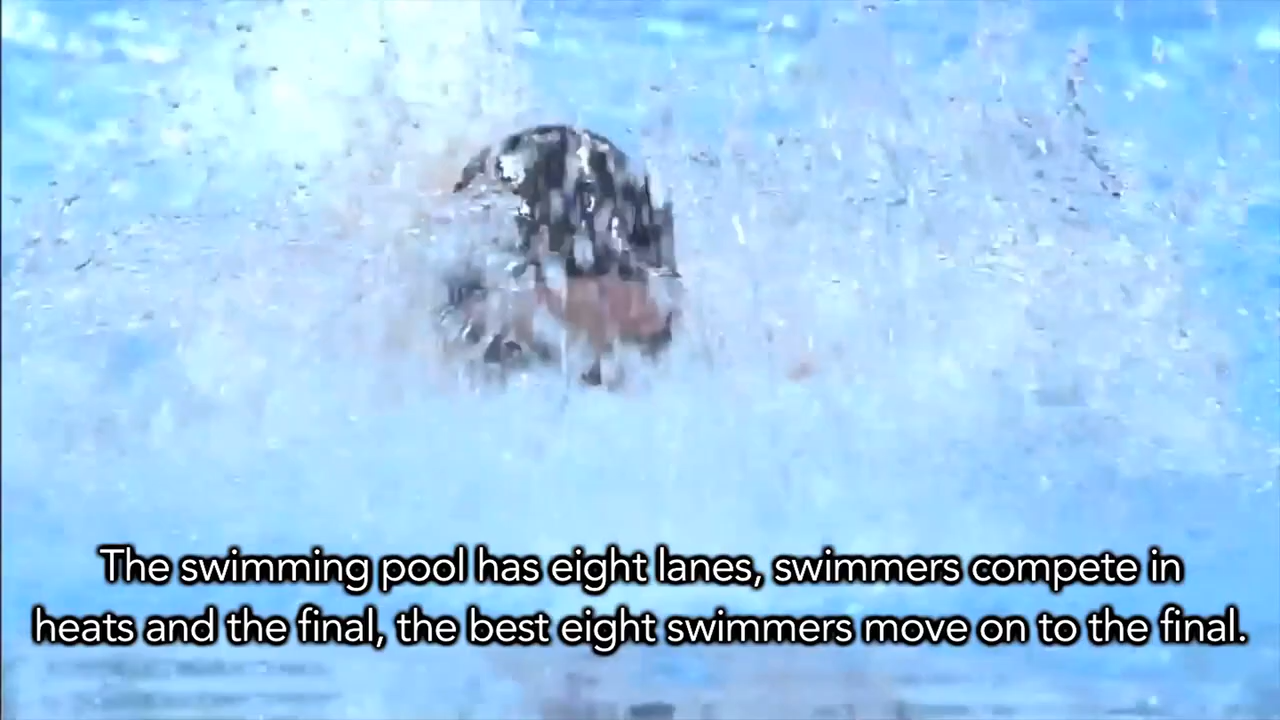 The swimming pool has eight lanes, swimmers compete in
heats and the final, the best eight swimmers move on to the final.